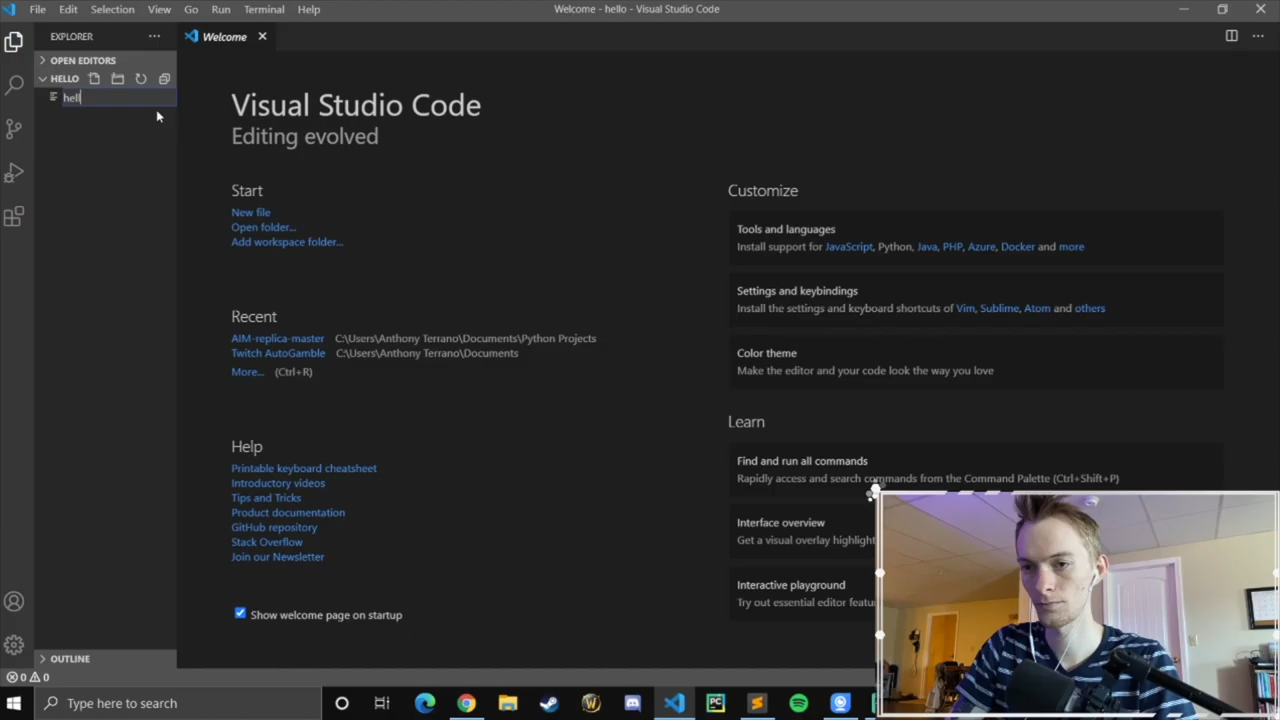 File Edit Selection View Go Run Terminal Help
Welcome - hello - Visual Studio Code
EXPLORER
Welcome
OPEN EDITORS
HELLO
hell
Visual Studio Code
Editing evolved
Start
New file
Open folder...
Add workspace folder...
Recent
AIM-replica-master C:\Users\Anthony Terrano\Documents\Python Projects
Twitch AutoGamble C:\Users\Anthony Terrano\Documents
More... (Ctrl+R)
Help
Printable keyboard cheatsheet
Introductory videos
Tips and Tricks
Product documentation
GitHub repository
Stack Overflow
Join our Newsletter
Show welcome page on startup
Customize
Tools and languages
Install support for JavaScript, Python, Java, PHP, Azure, Docker and more
Settings and keybindings
Install the settings and keyboard shortcuts of Vim, Sublime, Atom and others
Color theme
Make the editor and your code look the way you love
Learn
Find and run all commands
Rapidly access and search commands from the Command Palette (Ctrl+Shift+P)
Interface overview
Get a visual overlay highlight
Interactive playground
Try out essential editor featu
OUTLINE
0 0
Type here to search
PC